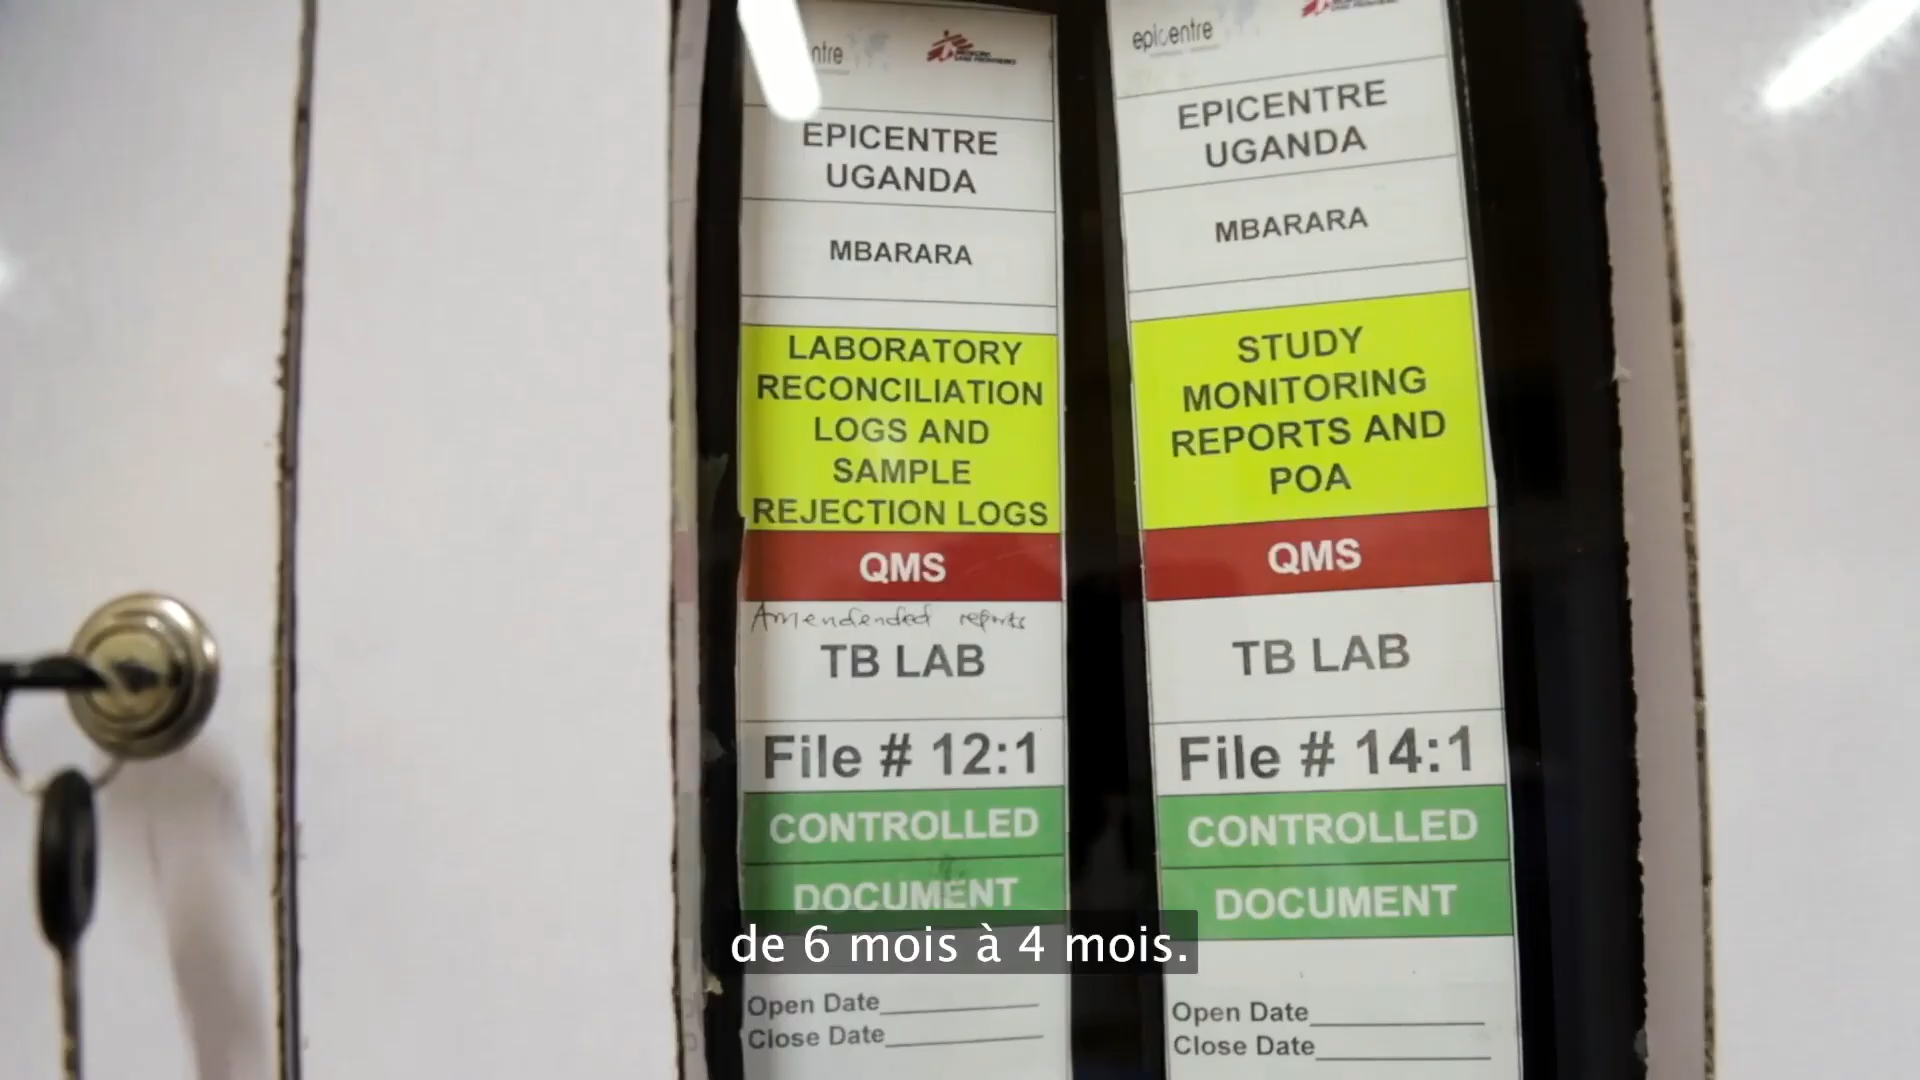 EPICENTRE
UGANDA
MBARARA
LABORATORY
RECONCILIATION
LOGS AND
SAMPLE
REJECTION LOGS
QMS
Amendended reports
TB LAB
File # 12:1
CONTROLLED
DOCUMENT
Open Date
Close Date
epicentre
EPICENTRE
UGANDA
MBARARA
STUDY
MONITORING
REPORTS AND
POA
QMS
TB LAB
File # 14:1
CONTROLLED
DOCUMENT
Open Date
Close Date
de 6 mois à 4 mois.